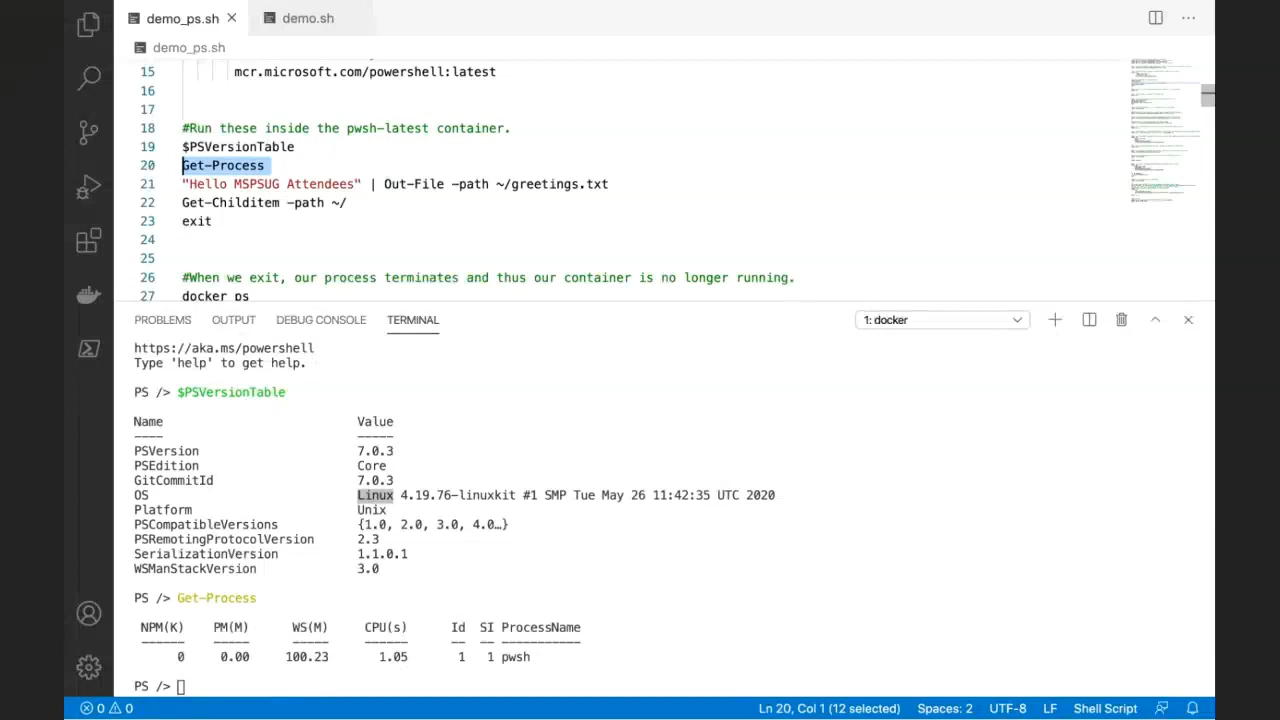 demo_ps.sh
demo.sh
demo_ps.sh
15 mcr.microsoft.com/powershell:latest
16
17
18 #Run these inside the pwsh-latest container.
19 $PSVersionTable
20 Get-Process
21 "Hello MSPSUG Attendees" | Out-File -path ~/greetings.txt
22 Get-Childitem -path ~/
23 exit
24
25
26 #When we exit, our process terminates and thus our container is no longer running.
27 docker ps
PROBLEMS OUTPUT DEBUG CONSOLE TERMINAL 1: docker
https://aka.ms/powershell
Type 'help' to get help.
PS /> $PSVersionTable
Name Value
---- -----
PSVersion 7.0.3
PSEdition Core
GitCommitId 7.0.3
OS Linux 4.19.76-linuxkit #1 SMP Tue May 26 11:42:35 UTC 2020
Platform Unix
PSCompatibleVersions {1.0, 2.0, 3.0, 4.0…}
PSRemotingProtocolVersion 2.3
SerializationVersion 1.1.0.1
WSManStackVersion 3.0
PS /> Get-Process
NPM(K) PM(M) WS(M) CPU(s) Id SI ProcessName
------ ----- ----- ------ -- -- -----------
0 0.00 100.23 1.05 1 1 pwsh
PS />
0 0 Ln 20, Col 1 (12 selected) Spaces: 2 UTF-8 LF Shell Script